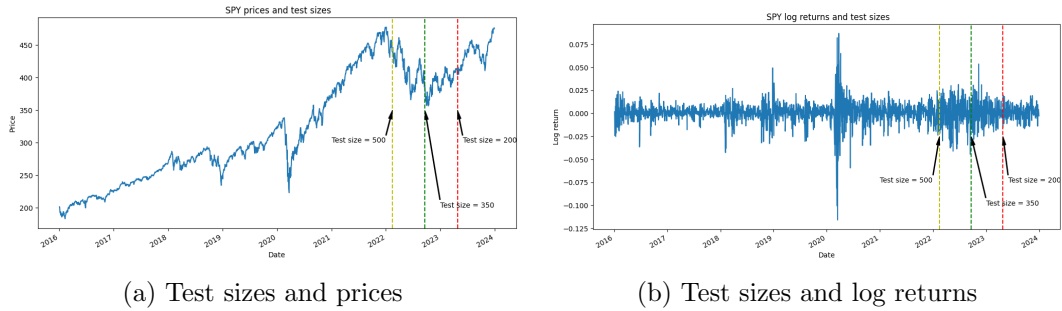 SPY prices and test sizes
450
400
350
300
250
200
Price
Test size = 500
Test size = 200
Test size = 350
2016
2017
2018
2019
2020
2021
2022
2023
2024
Date
(a) Test sizes and prices
SPY log returns and test sizes
0.075
0.050
0.025
0.000
−0.025
−0.050
−0.075
−0.100
−0.125
Log return
Test size = 500
Test size = 200
Test size = 350
2016
2017
2018
2019
2020
2021
2022
2023
2024
Date
(b) Test sizes and log returns